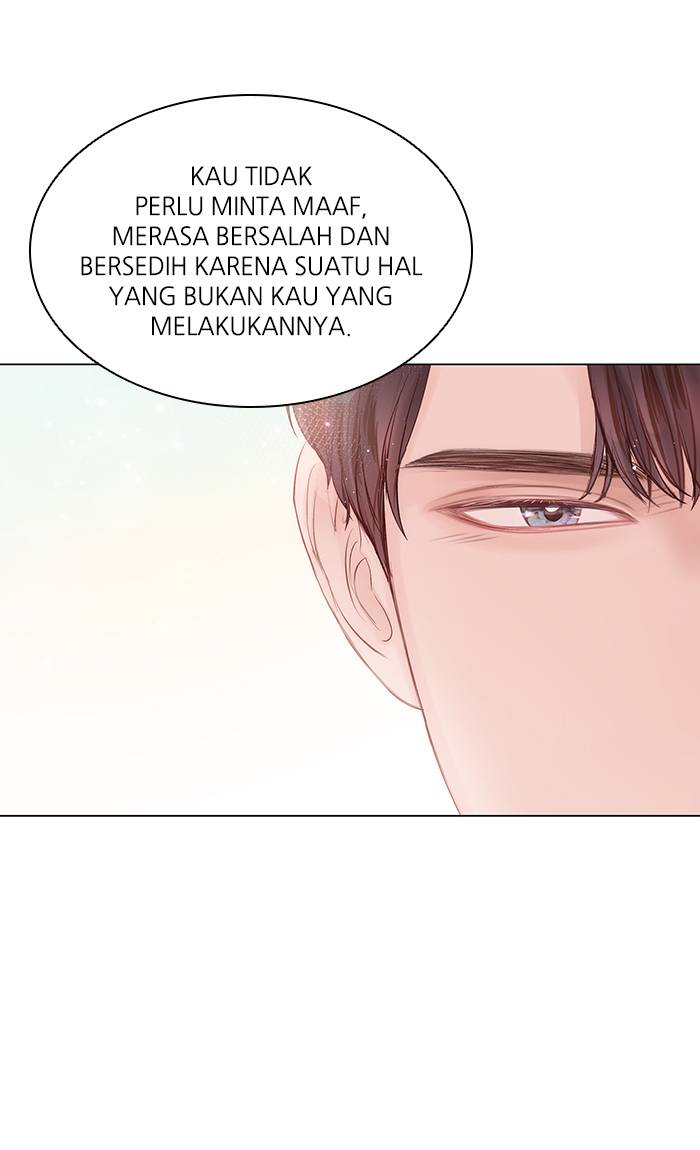 KAU TIDAK
PERLU MINTA MAAF,
MERASA BERSALAH DAN
BERSEDIH KARENA SUATU HAL
YANG BUKAN KAU YANG
MELAKUKANNYA.